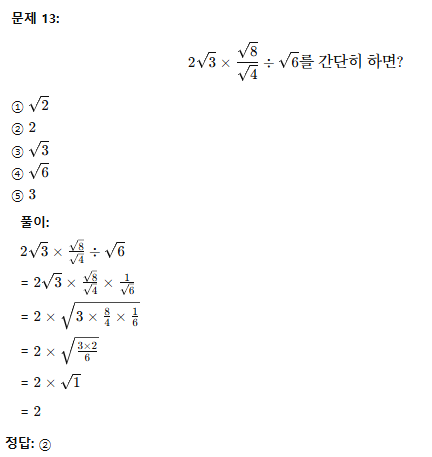 문제 13:
2√3 × √8/√4 ÷ √6를 간단히 하면?
① √2
② 2
③ √3
④ √6
⑤ 3
풀이:
2√3 × √8/√4 ÷ √6
= 2√3 × √8/√4 × 1/√6
= 2 × √(3 × 8/4 × 1/6)
= 2 × √(3×2/6)
= 2 × √1
= 2
정답: ②